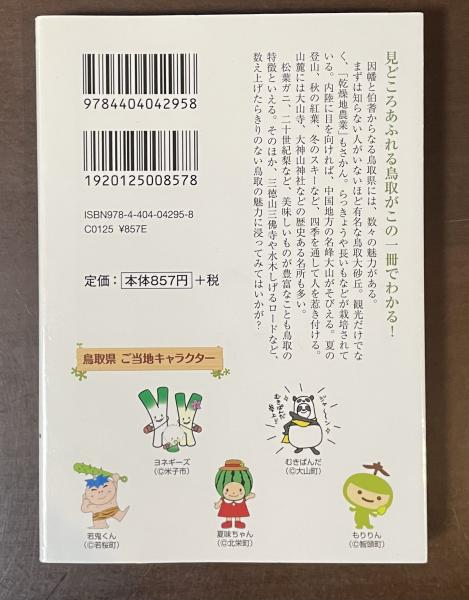 見どころあふれる鳥取がこの一冊でわかる!
因幡と伯耆からなる鳥取県には、数々の魅力がある。
まずは知らない人がいないほど有名な鳥取大砂丘。観光だけでな
く、「乾燥地農業」もさかん。らっきょうや長いもなどが栽培されて
いる。内陸に目を向ければ、中国地方の名峰大山がそびえる。夏の
登山、秋の紅葉、冬のスキーなど、四季を通して人を惹き付ける。
山麓には大山寺、大神山神社などの歴史ある名所も多い。
松葉ガニ、二十世紀梨など、美味しいものが豊富なことも鳥取の
特徴といえる。そのほか、三徳山三佛寺や水木しげるロードなど、
数え上げたらきりのない鳥取の魅力に浸ってみてはいかが?
9784404042958
1920125008578
ISBN978-4-404-04295-8
C0125 ¥857E
定価:本体857円+税
鳥取県 ご当地キャラクター
ヨネギーズ
(©米子市)
むきぱんだ
(©大山町)
若鬼くん
(©若桜町)
夏味ちゃん
(©北栄町)
もりりん
(©智頭町)